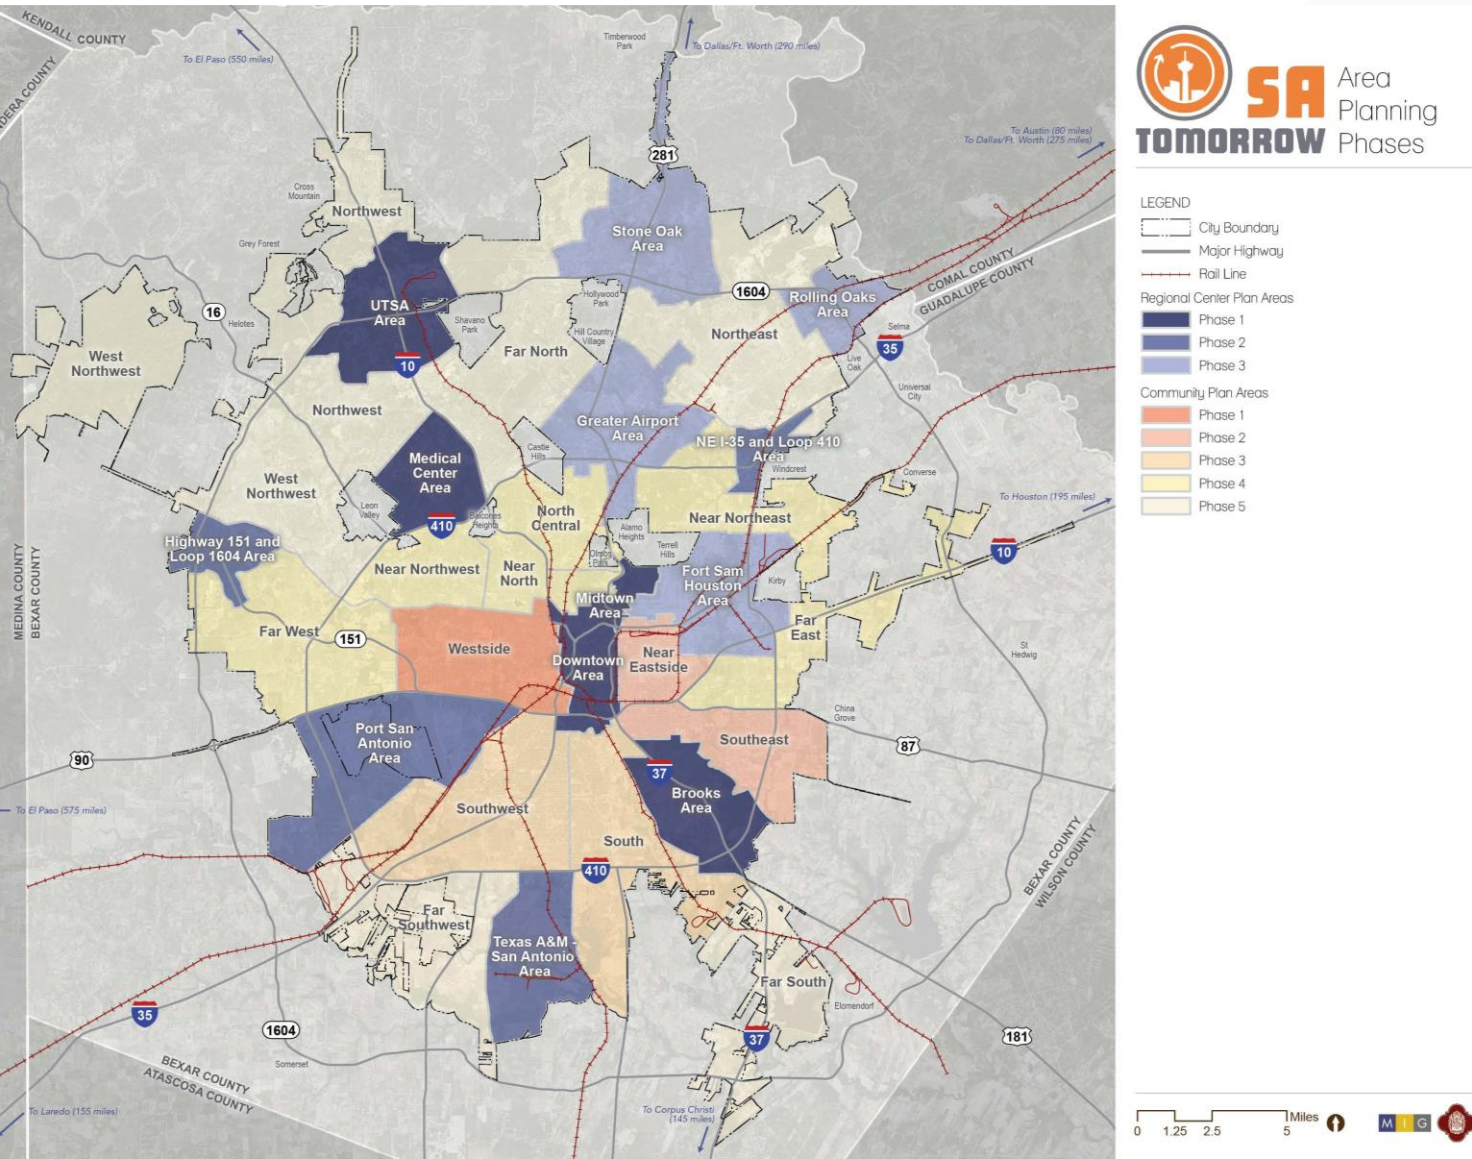 KENDALL COUNTY
BANDERA COUNTY
To El Paso (550 miles)
Timberwood
Park
To Dallas/Ft. Worth (290 miles)
To Austin (80 miles)
To Dallas/Ft. Worth (275 miles)
281
Cross
Mountain
Northwest
Grey Forest
Stone Oak
Area
COMAL COUNTY
GUADALUPE COUNTY
1604
Rolling Oaks
Area
Hollywood
Park
UTSA
Area
16
Helotes
Shavano
Park
Hill Country
Village
Northeast
Selma
35
West
Northwest
Far North
10
Live
Oak
Universal
City
Northwest
Greater Airport
Area
NE I-35 and Loop 410
Area
Castle
Hills
Medical
Center
Area
Windcrest
Converse
West
Northwest
Leon
Valley
Balcones
Heights
410
North
Central
Near Northeast
To Houston (195 miles)
Alamo
Heights
Highway 151 and
Loop 1604 Area
Terrell
Hills
Olmos
Park
10
Near Northwest
Near
North
Fort Sam
Houston
Area
Kirby
MEDINA COUNTY
BEXAR COUNTY
Midtown
Area
Far
East
Far West
151
Westside
Near
Eastside
Downtown
Area
St
Hedwig
China
Grove
Port San
Antonio
Area
Southeast
87
90
37
Brooks
Area
To El Paso (575 miles)
Southwest
South
410
BEXAR COUNTY
WILSON COUNTY
Far
Southwest
Texas A&M -
San Antonio
Area
Far South
Elomendorf
35
1604
37
181
Somerset
BEXAR COUNTY
ATASCOSA COUNTY
To Laredo (155 miles)
To Corpus Christi
(145 miles)
SA
TOMORROW
Area
Planning
Phases
LEGEND
City Boundary
Major Highway
Rail Line
Regional Center Plan Areas
Phase 1
Phase 2
Phase 3
Community Plan Areas
Phase 1
Phase 2
Phase 3
Phase 4
Phase 5
Miles
0 1.25 2.5 5
M I G